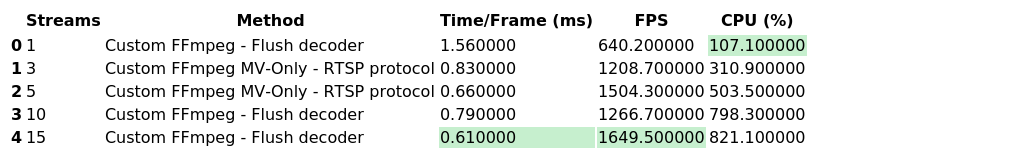 Streams Method Time/Frame (ms) FPS CPU (%)
0 1 Custom FFmpeg - Flush decoder 1.560000 640.200000 107.100000
1 3 Custom FFmpeg MV-Only - RTSP protocol 0.830000 1208.700000 310.900000
2 5 Custom FFmpeg MV-Only - RTSP protocol 0.660000 1504.300000 503.500000
3 10 Custom FFmpeg - Flush decoder 0.790000 1266.700000 798.300000
4 15 Custom FFmpeg - Flush decoder 0.610000 1649.500000 821.100000